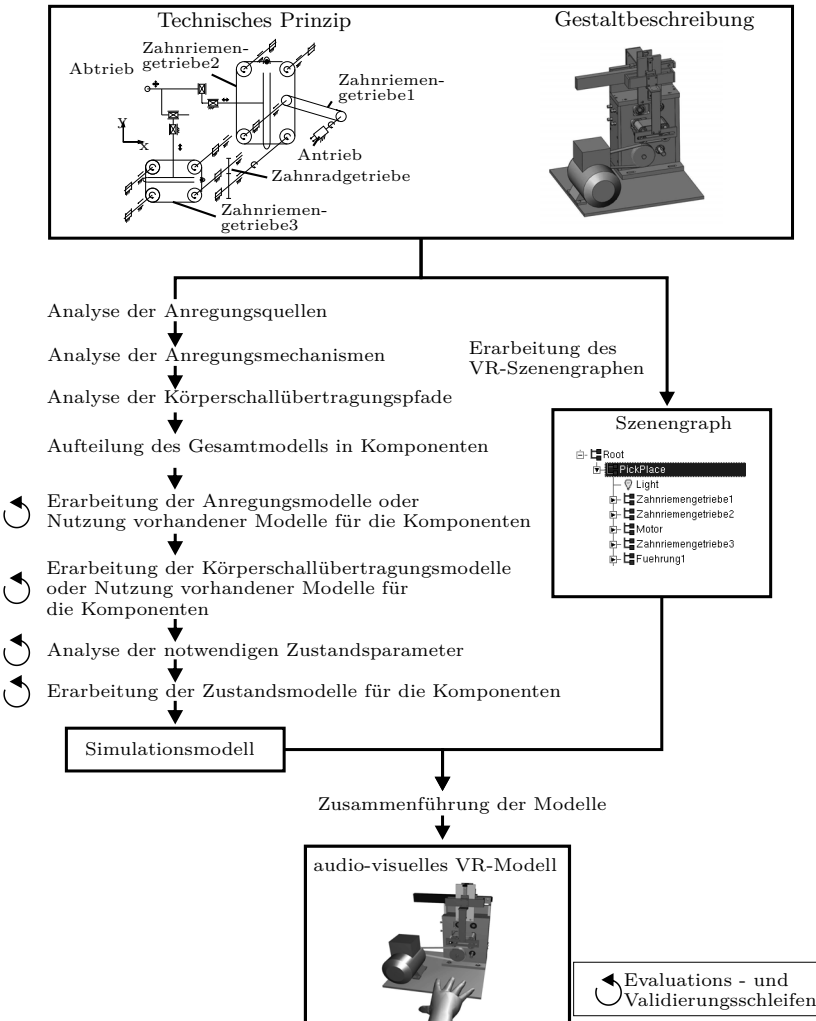 Technisches Prinzip
Gestaltbeschreibung
Zahnriemen-
getriebe2
Abtrieb
Zahnriemen-
getriebe1
Y
X
Antrieb
Zahnradgetriebe
Zahnriemen-
getriebe3
Analyse der Anregungsquellen
Analyse der Anregungsmechanismen
Analyse der Körperschallübertragungspfade
Aufteilung des Gesamtmodells in Komponenten
Erarbeitung der Anregungsmodelle oder
Nutzung vorhandener Modelle für die Komponenten
Erarbeitung der Körperschallübertragungsmodelle
oder Nutzung vorhandener Modelle für
die Komponenten
Analyse der notwendigen Zustandsparameter
Erarbeitung der Zustandsmodelle für die Komponenten
Simulationsmodell
Erarbeitung des
VR-Szenengraphen
Szenengraph
Root
PickPlace
Light
Zahnriemengetriebe1
Zahnriemengetriebe2
Motor
Zahnriemengetriebe3
Fuehrung1
Zusammenführung der Modelle
audio-visuelles VR-Modell
Evaluations - und
Validierungsschleifen